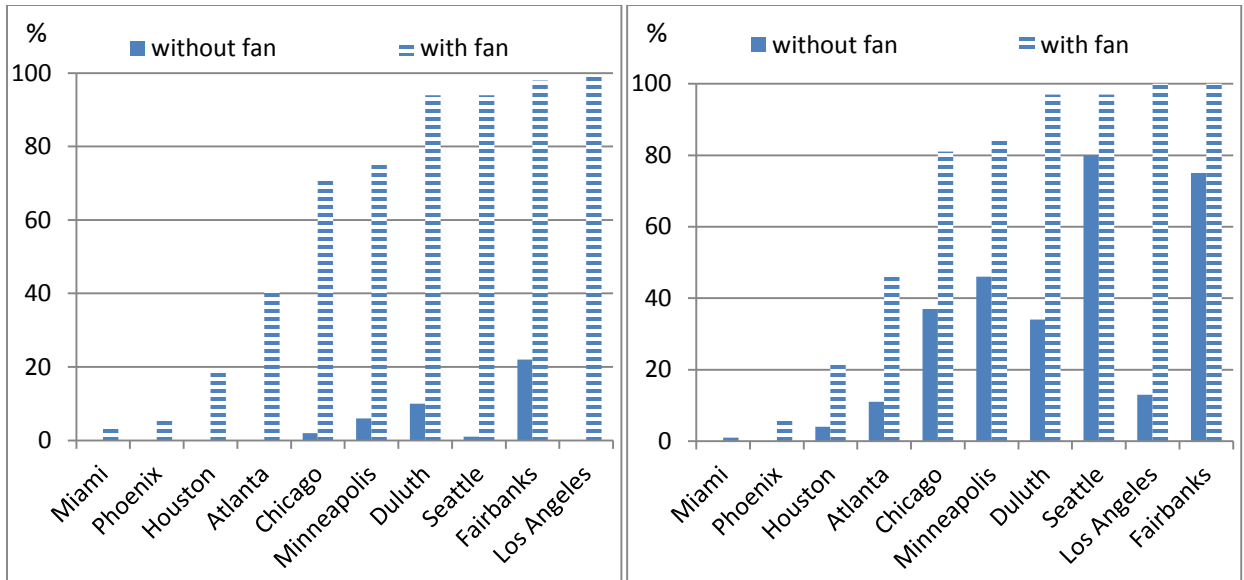 %
without fan
with fan
100
80
60
40
20
0
Miami
Phoenix
Houston
Atlanta
Chicago
Minneapolis
Duluth
Seattle
Fairbanks
Los Angeles
%
without fan
with fan
100
80
60
40
20
0
Miami
Phoenix
Houston
Atlanta
Chicago
Minneapolis
Duluth
Seattle
Los Angeles
Fairbanks